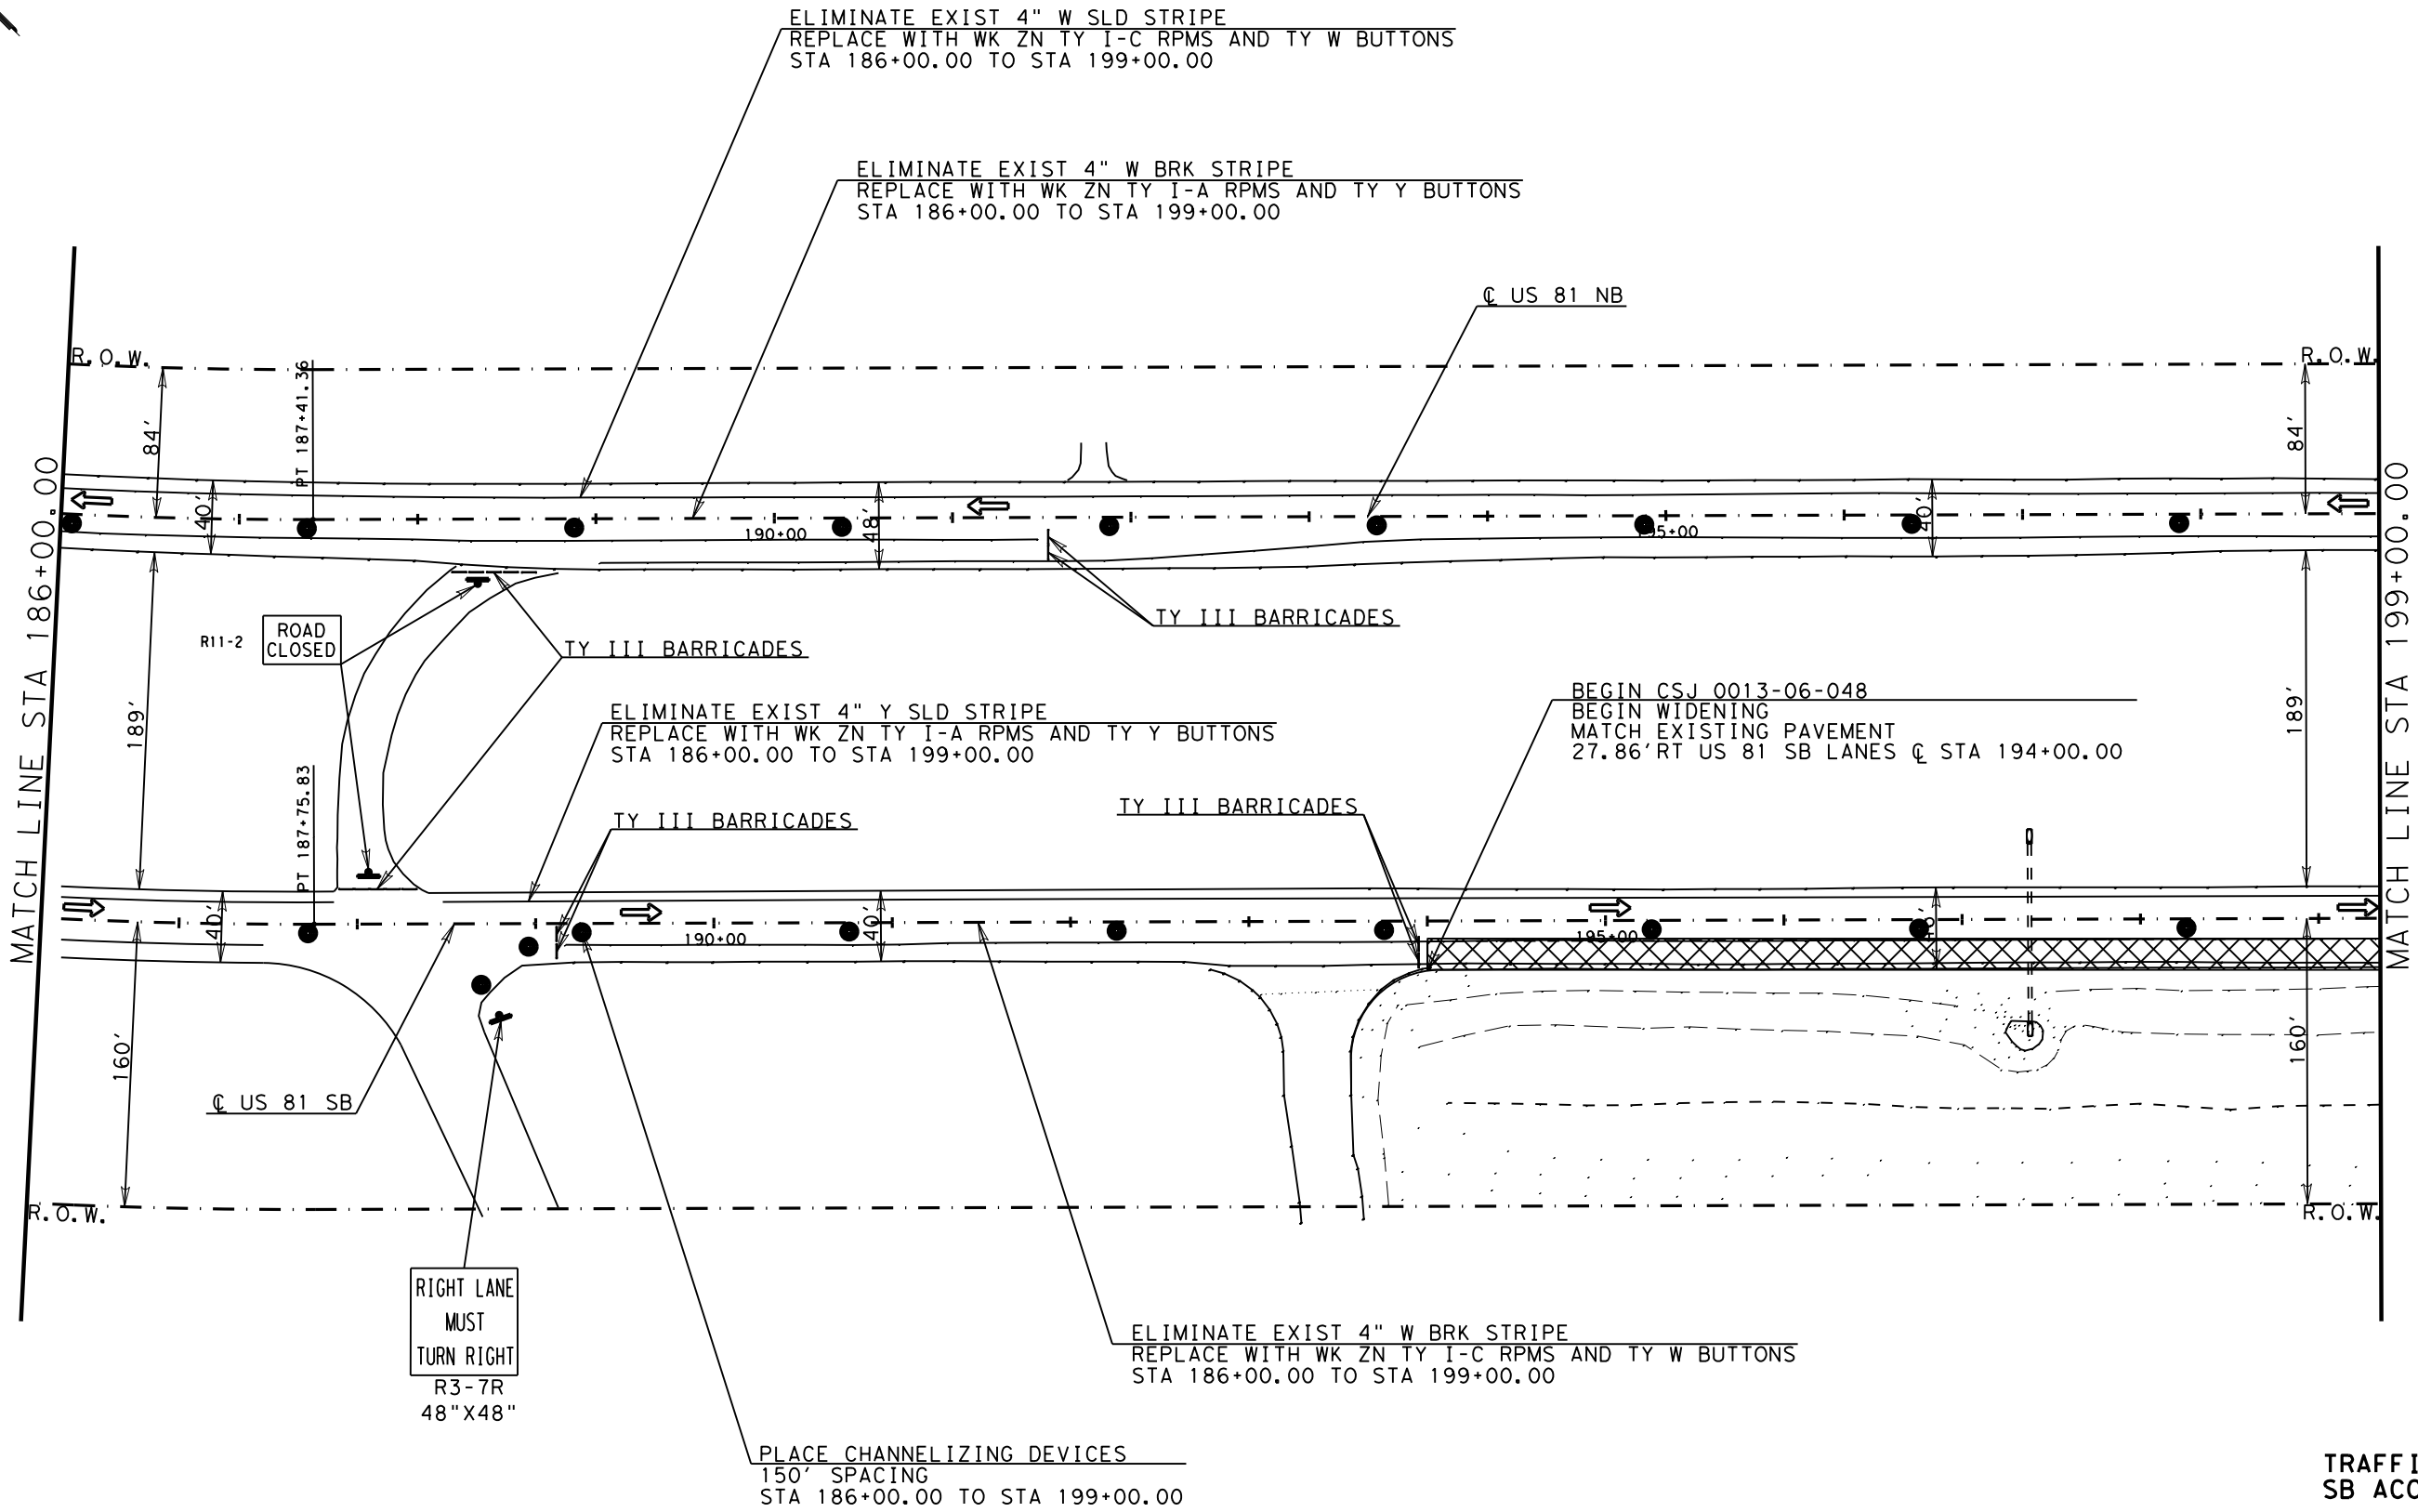 ELIMINATE EXIST 4" W SLD STRIPE
REPLACE WITH WK ZN TY I-C RPMS AND TY W BUTTONS
STA 186+00.00 TO STA 199+00.00
ELIMINATE EXIST 4" W BRK STRIPE
REPLACE WITH WK ZN TY I-A RPMS AND TY Y BUTTONS
STA 186+00.00 TO STA 199+00.00
℄ US 81 NB
R.O.W.
R.O.W.
84'
PT 187+41.36
84'
MATCH LINE STA 186+00.00
MATCH LINE STA 199+00.00
40'
190+00
48'
195+00
40'
TY III BARRICADES
R11-2
ROAD
CLOSED
TY III BARRICADES
189'
189'
ELIMINATE EXIST 4" Y SLD STRIPE
REPLACE WITH WK ZN TY I-A RPMS AND TY Y BUTTONS
STA 186+00.00 TO STA 199+00.00
BEGIN CSJ 0013-06-048
BEGIN WIDENING
MATCH EXISTING PAVEMENT
27.86'RT US 81 SB LANES ℄ STA 194+00.00
PT 187+75.83
TY III BARRICADES
TY III BARRICADES
40'
190+00
40'
195+00
160'
160'
℄ US 81 SB
R.O.W.
R.O.W.
RIGHT LANE
MUST
TURN RIGHT
R3-7R
48"X48"
ELIMINATE EXIST 4" W BRK STRIPE
REPLACE WITH WK ZN TY I-C RPMS AND TY W BUTTONS
STA 186+00.00 TO STA 199+00.00
PLACE CHANNELIZING DEVICES
150' SPACING
STA 186+00.00 TO STA 199+00.00
TRAFFI
SB ACC